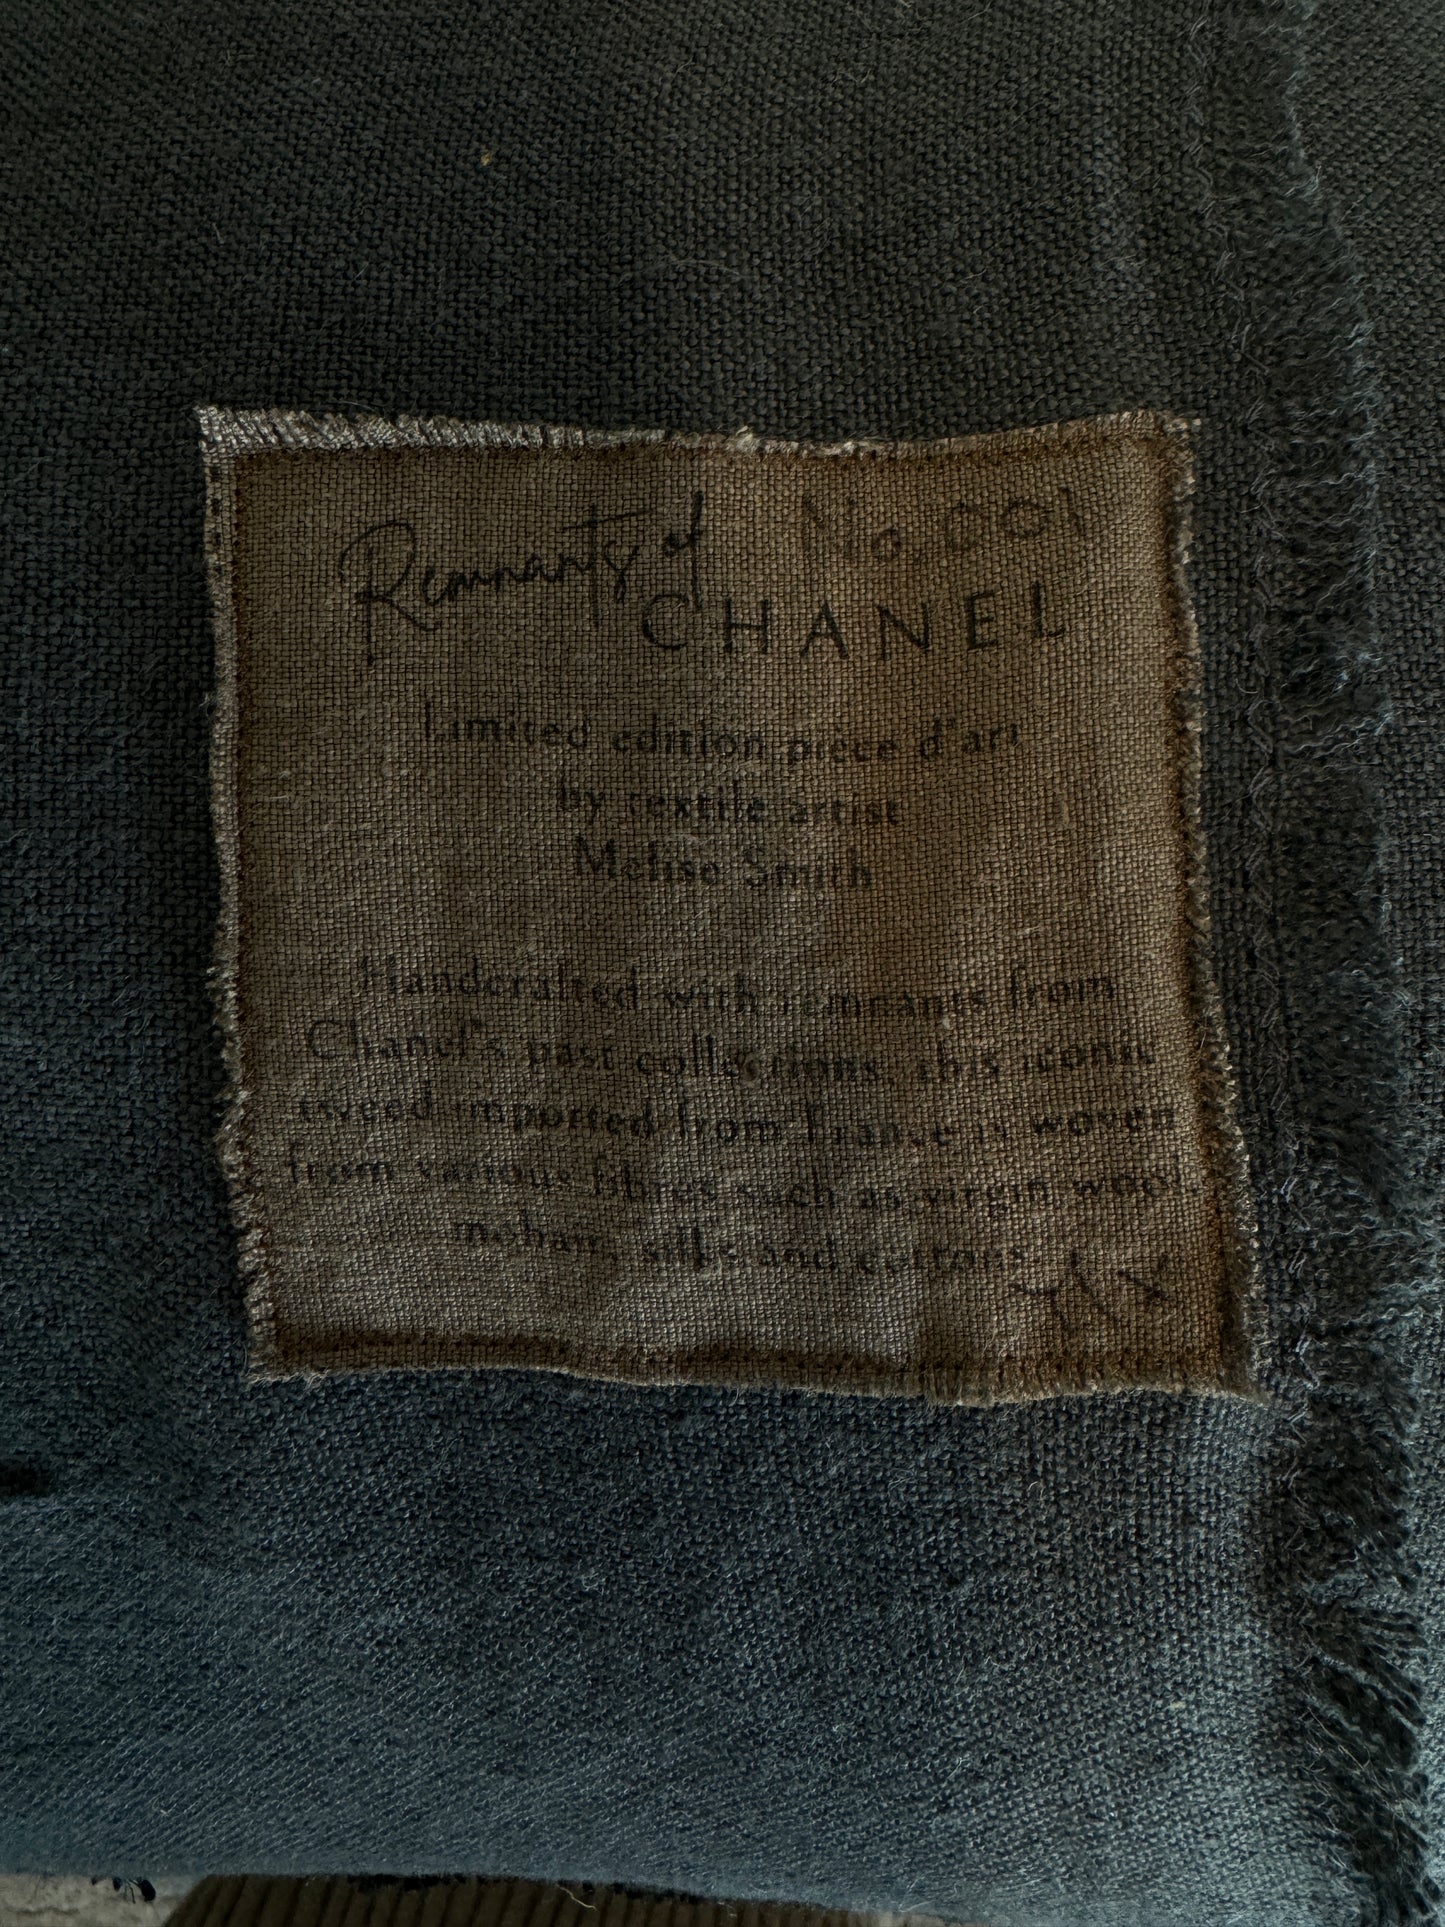 Remnants of No. 001
CHANEL
Limited edition pièce d'art
by textile artist
Melise Smith
Handcrafted with remnants from
Chanel's past collections, this iconic
tweed imported from France is woven
from various fibres such as virgin wool,
mohair, silks and cottons.